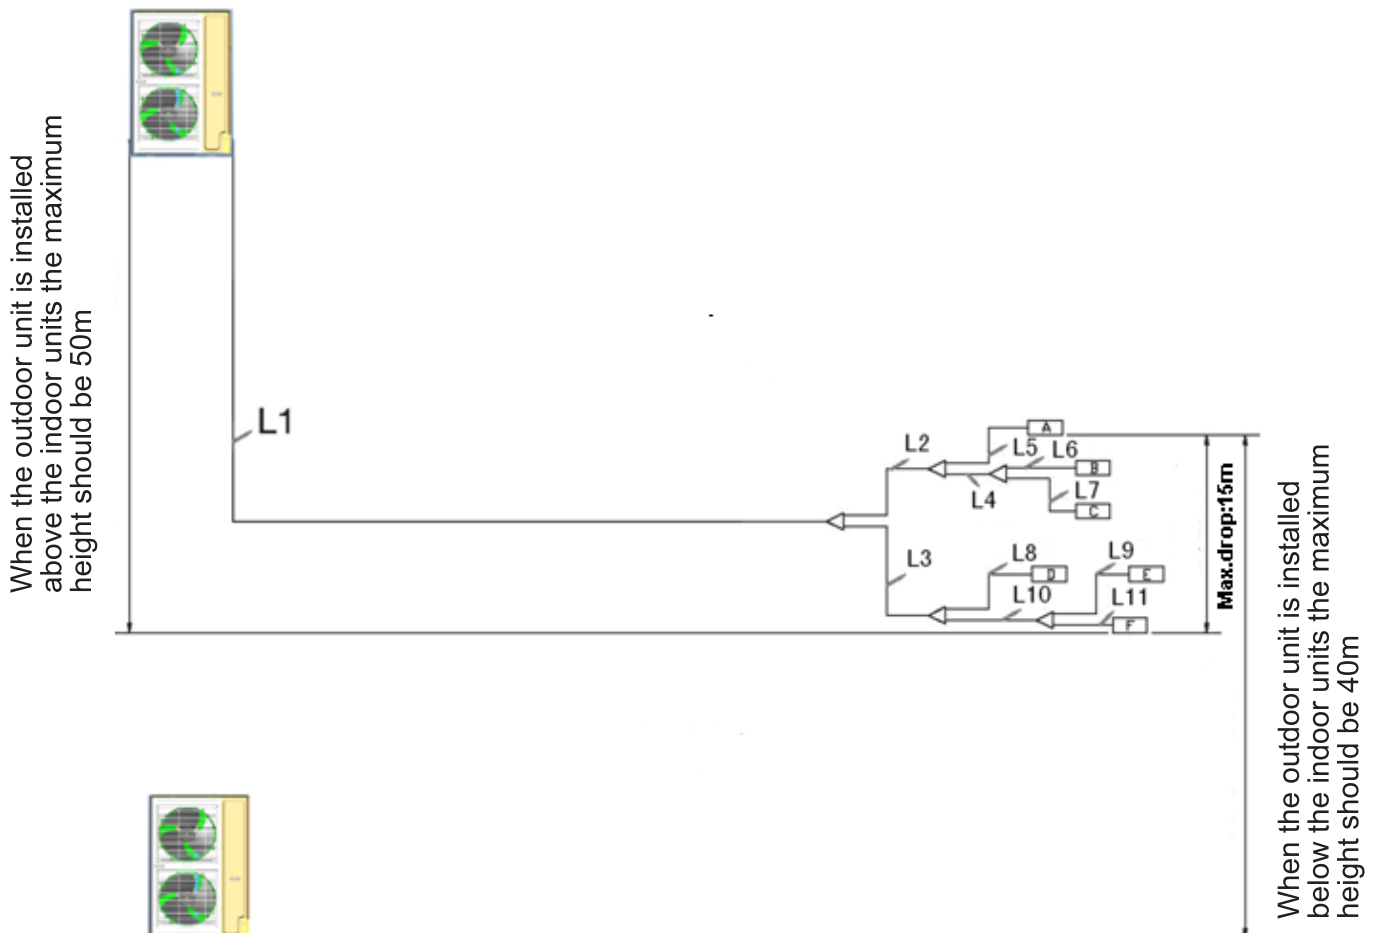 When the outdoor unit is installed
above the indoor units the maximum
height should be 50m
L1
L2
L5
A
L6
B
L4
L7
C
L3
L8
D
L9
E
L10
L11
F
Max.drop:15m
When the outdoor unit is installed
below the indoor units the maximum
height should be 40m